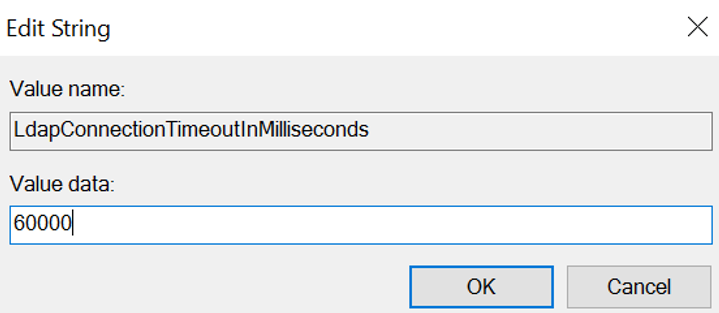 Edit String
Value name:
LdapConnectionTimeoutInMilliseconds
Value data:
60000
OK Cancel